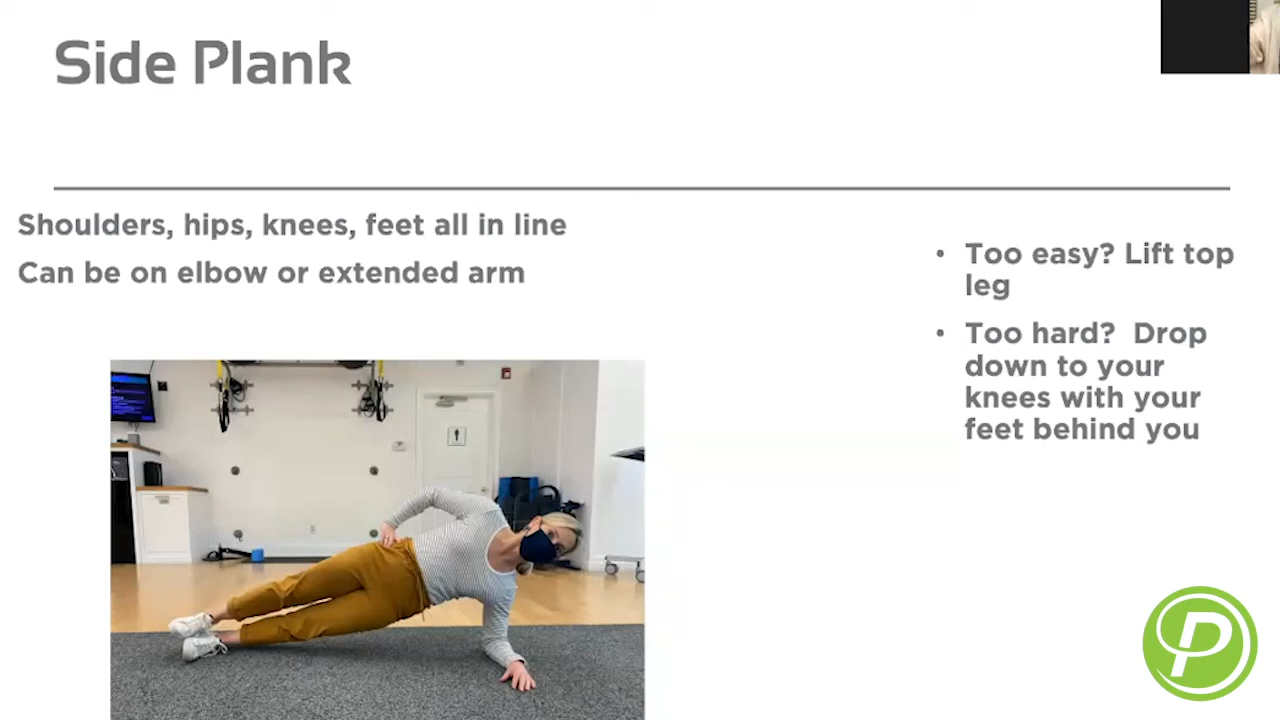 Side Plank
Shoulders, hips, knees, feet all in line
Can be on elbow or extended arm
• Too easy? Lift top
leg
• Too hard?  Drop
down to your
knees with your
feet behind you
P